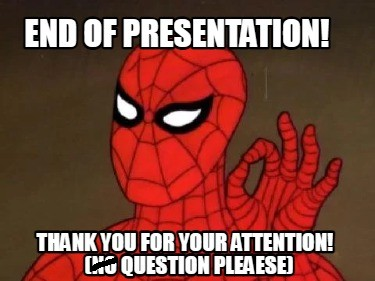 END OF PRESENTATION!
THANK YOU FOR YOUR ATTENTION!
(NO QUESTION PLEAESE)